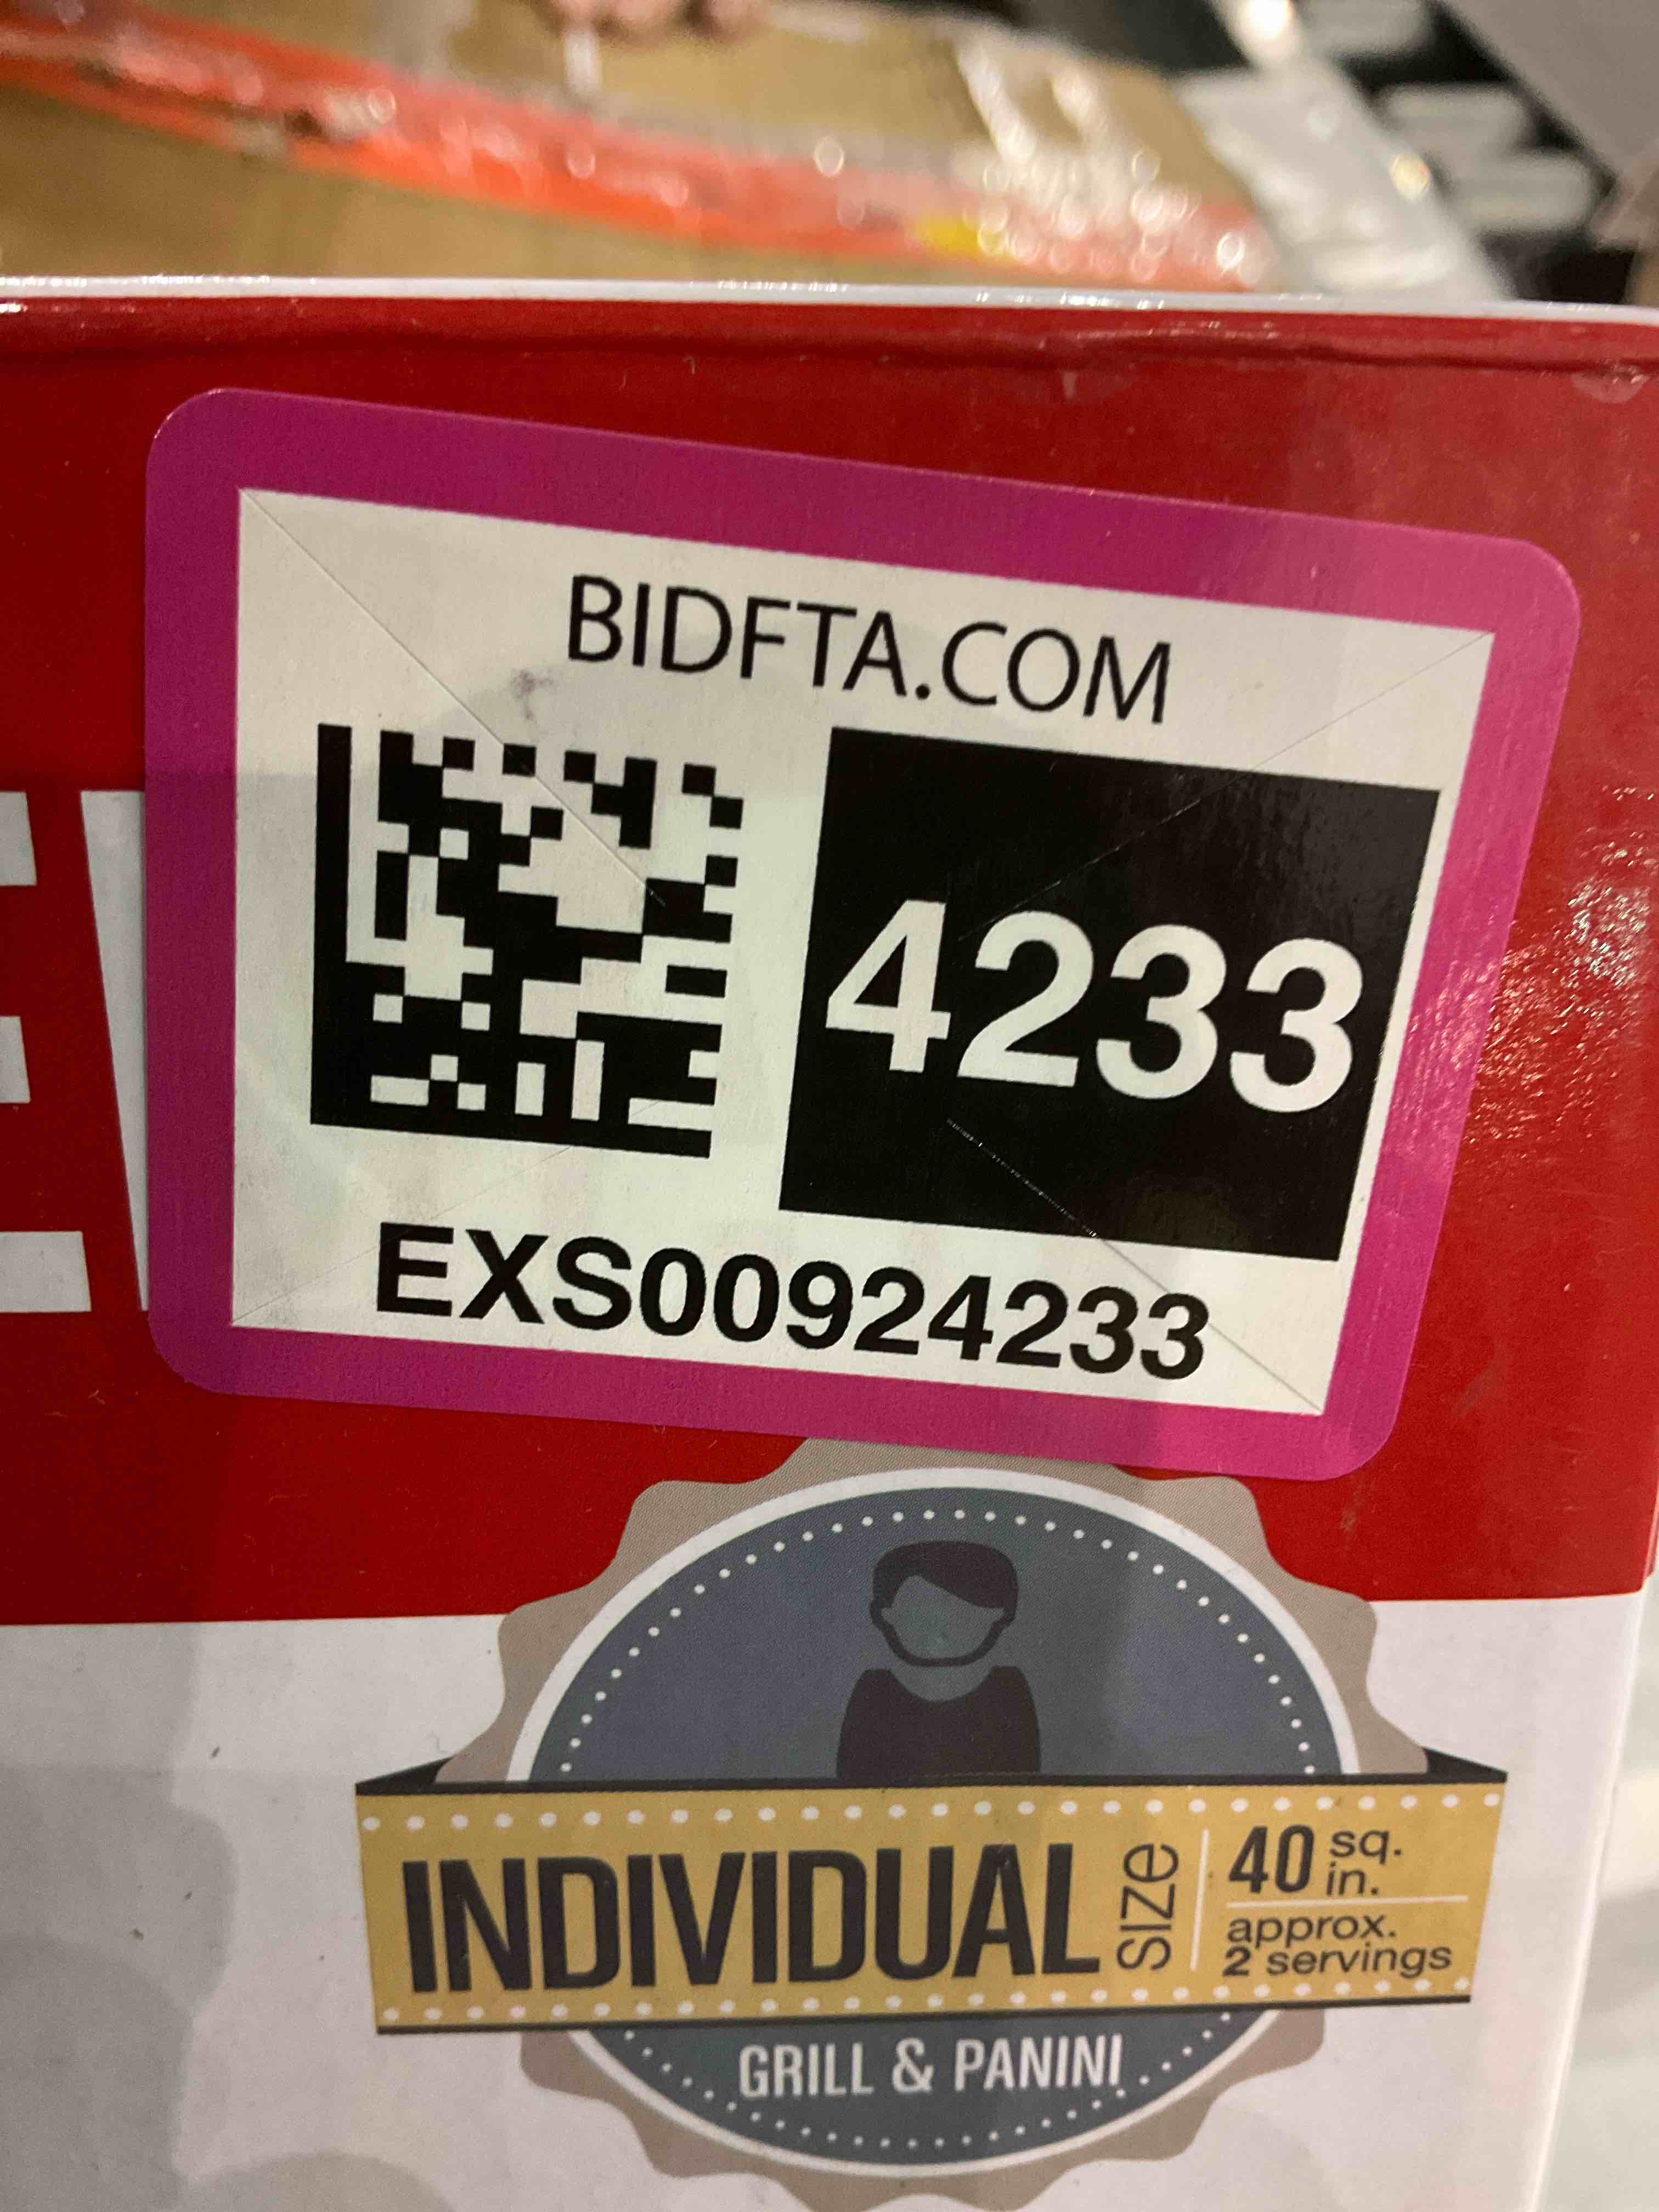 BIDFTA.COM
4233
EXS00924233
INDIVIDUAL SIZE
40 sq. in.
approx.
2 servings
GRILL & PANINI